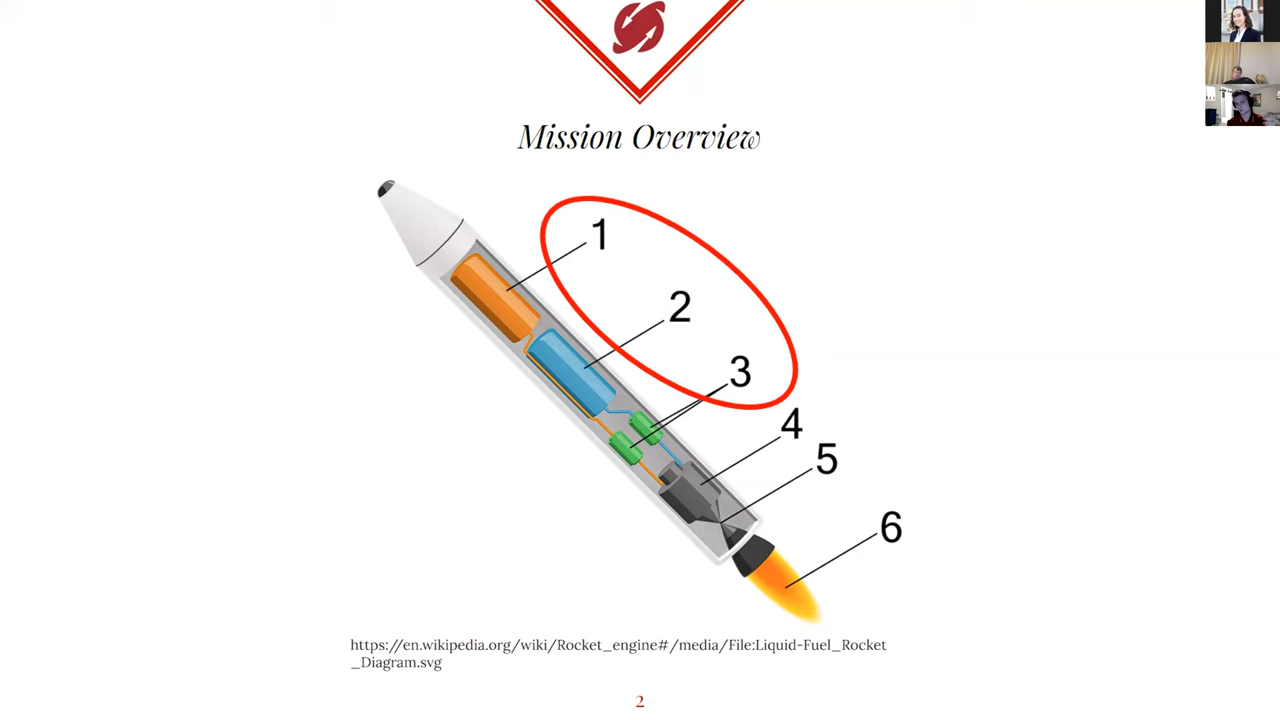 Mission Overview
1
2
3
4
5
6
https://en.wikipedia.org/wiki/Rocket_engine#/media/File:Liquid-Fuel_Rocket
_Diagram.svg
2